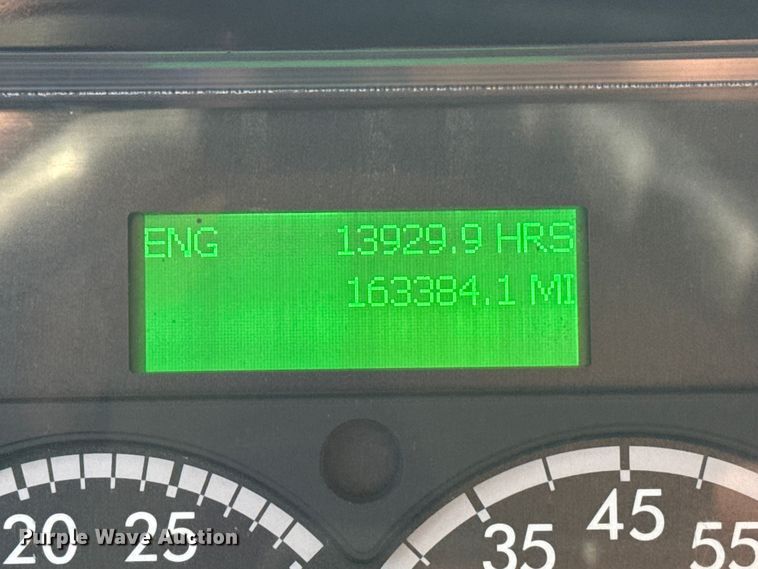 ENG 13929.9 HRS
163384.1 MI
20 25 35 45 55
Purple Wave Auction